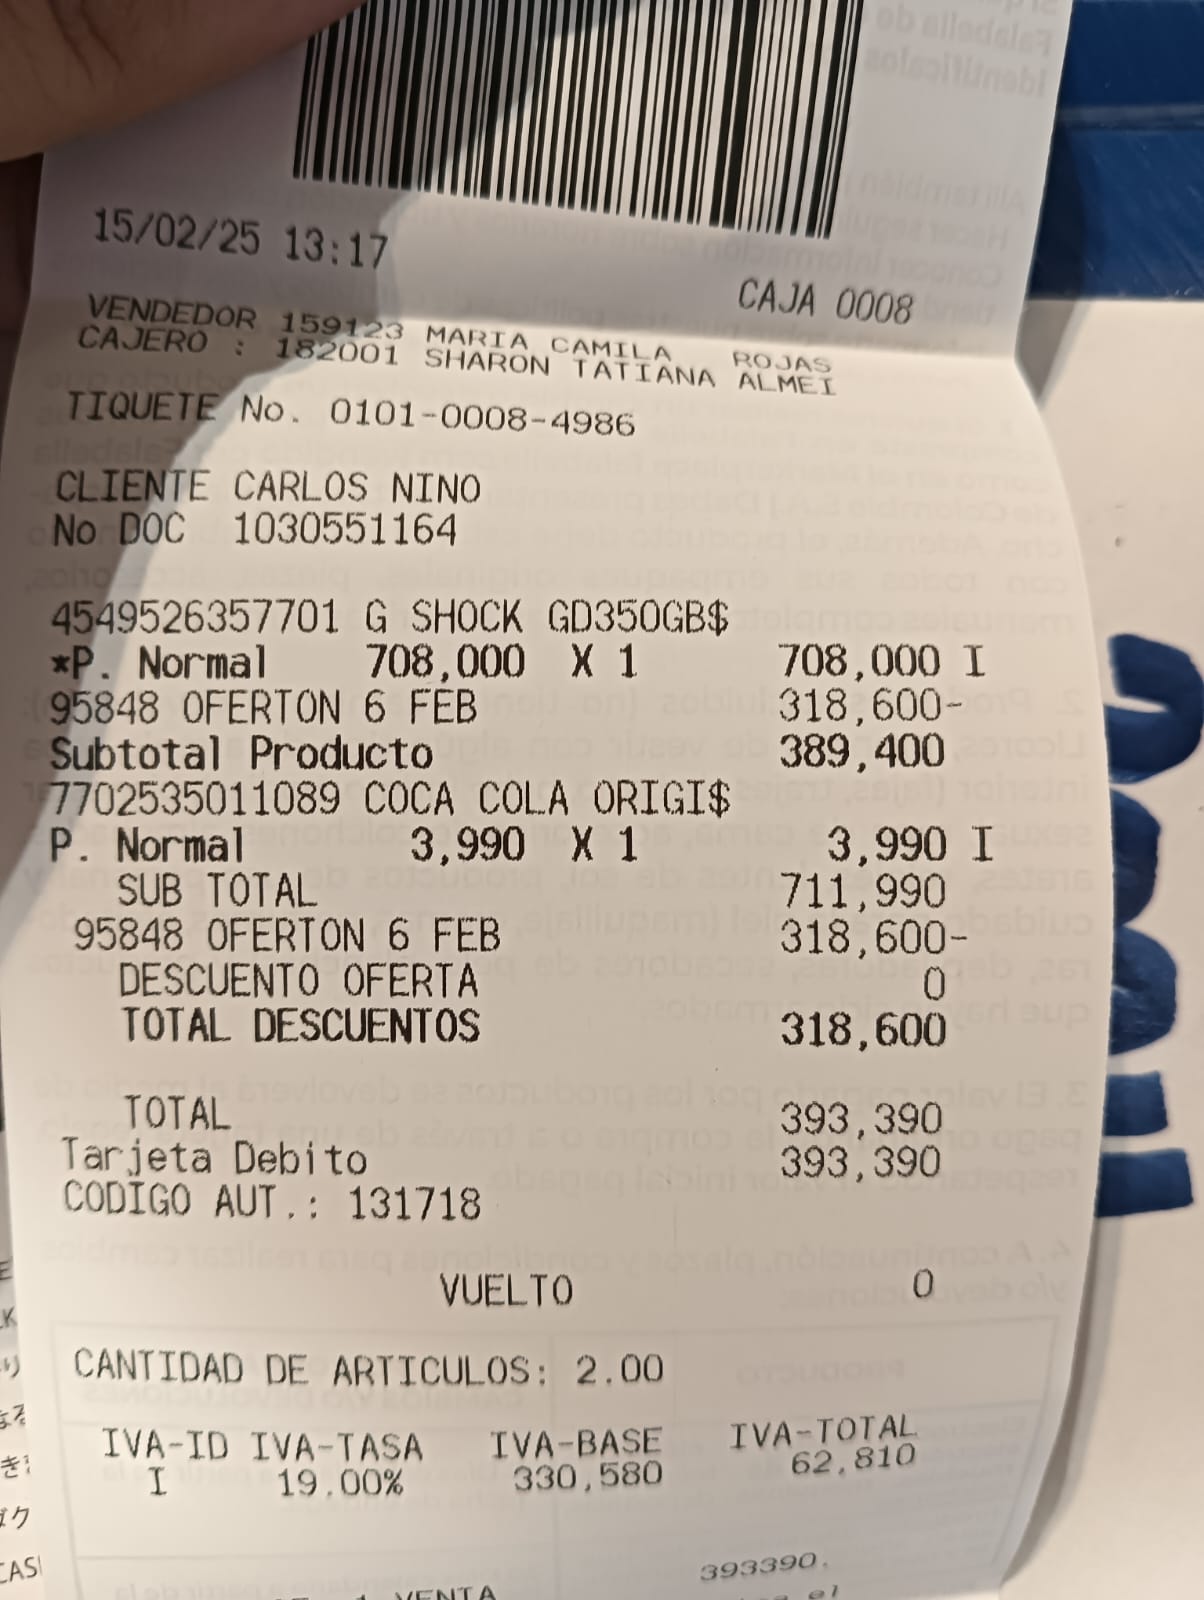 15/02/25 13:17
CAJA 0008
VENDEDOR 159123 MARIA CAMILA ROJAS
CAJERO : 182001 SHARON TATIANA ALMEI
TIQUETE No. 0101-0008-4986
CLIENTE CARLOS NINO
No DOC 1030551164
4549526357701 G SHOCK GD350GB$
*P. Normal 708,000 X 1 708,000 I
95848 OFERTON 6 FEB 318,600-
Subtotal Producto 389,400
7702535011089 COCA COLA ORIGI$
P. Normal 3,990 X 1 3,990 I
SUB TOTAL 711,990
95848 OFERTON 6 FEB 318,600-
DESCUENTO OFERTA 0
TOTAL DESCUENTOS 318,600
TOTAL 393,390
Tarjeta Debito 393,390
CODIGO AUT.: 131718
VUELTO 0
CANTIDAD DE ARTICULOS: 2.00
IVA-ID IVA-TASA IVA-BASE IVA-TOTAL
I 19.00% 330,580 62,810
393390.
VENTA el